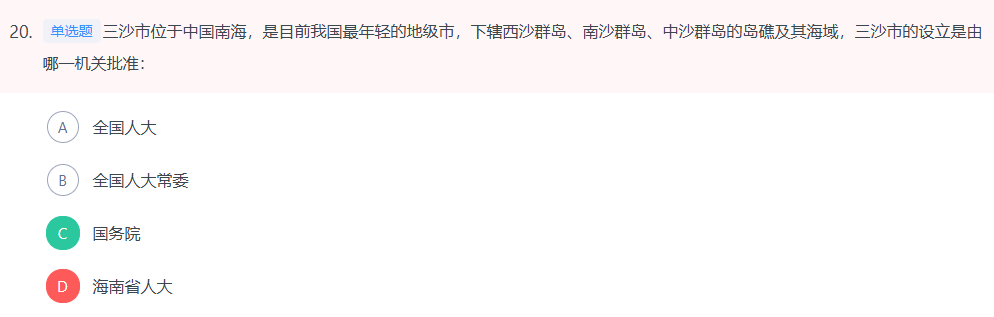 20. 单选题 三沙市位于中国南海，是目前我国最年轻的地级市，下辖西沙群岛、南沙群岛、中沙群岛的岛礁及其海域，三沙市的设立是由
哪一机关批准：
A 全国人大
B 全国人大常委
C 国务院
D 海南省人大